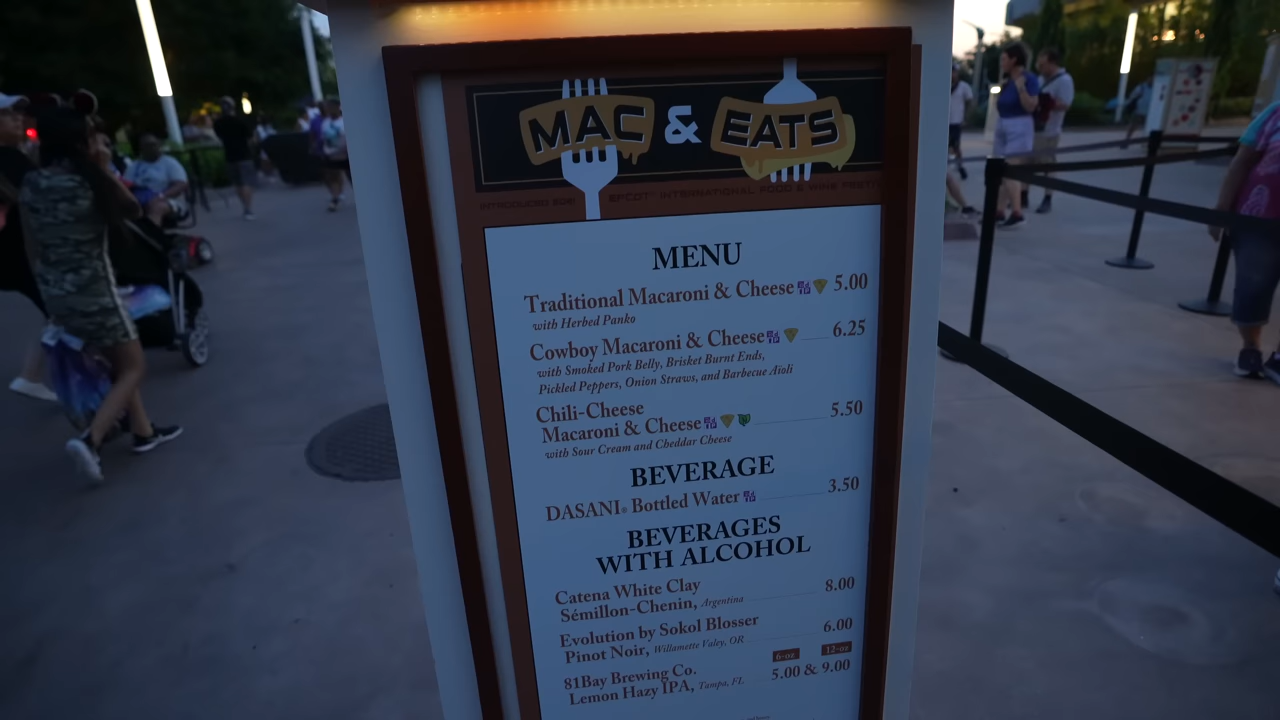 MAC & EATS
EPCOT INTERNATIONAL FOOD & WINE
MENU
Traditional Macaroni & Cheese 5.00
with Herbed Panko
Cowboy Macaroni & Cheese 6.25
with Smoked Pork Belly, Brisket Burnt Ends,
Pickled Peppers, Onion Straws, and Barbecue Aïoli
Chili-Cheese
Macaroni & Cheese 5.50
with Sour Cream and Cheddar Cheese
BEVERAGE
DASANI® Bottled Water 3.50
BEVERAGES
WITH ALCOHOL
Catena White Clay
Sémillon-Chenin, Argentina 8.00
Evolution by Sokol Blosser
Pinot Noir, Willamette Valey, OR 6.00
6-oz 12-oz
81Bay Brewing Co.
Lemon Hazy IPA, Tampa, FL 5.00 & 9.00